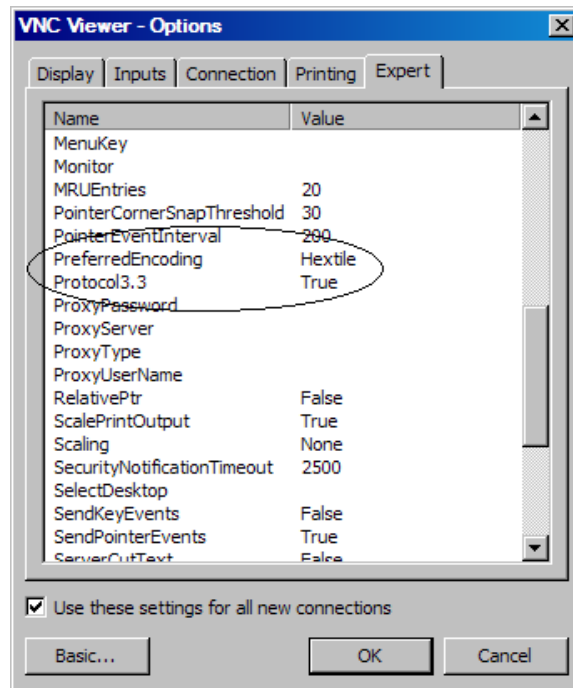 VNC Viewer - Options
Display Inputs Connection Printing Expert
Name Value
MenuKey
Monitor
MRUEntries 20
PointerCornerSnapThreshold 30
PointerEventInterval 200
PreferredEncoding Hextile
Protocol3.3 True
ProxyPassword
ProxyServer
ProxyType
ProxyUserName
RelativePtr False
ScalePrintOutput True
Scaling None
SecurityNotificationTimeout 2500
SelectDesktop
SendKeyEvents False
SendPointerEvents True
ServerCutText False
Use these settings for all new connections
Basic... OK Cancel